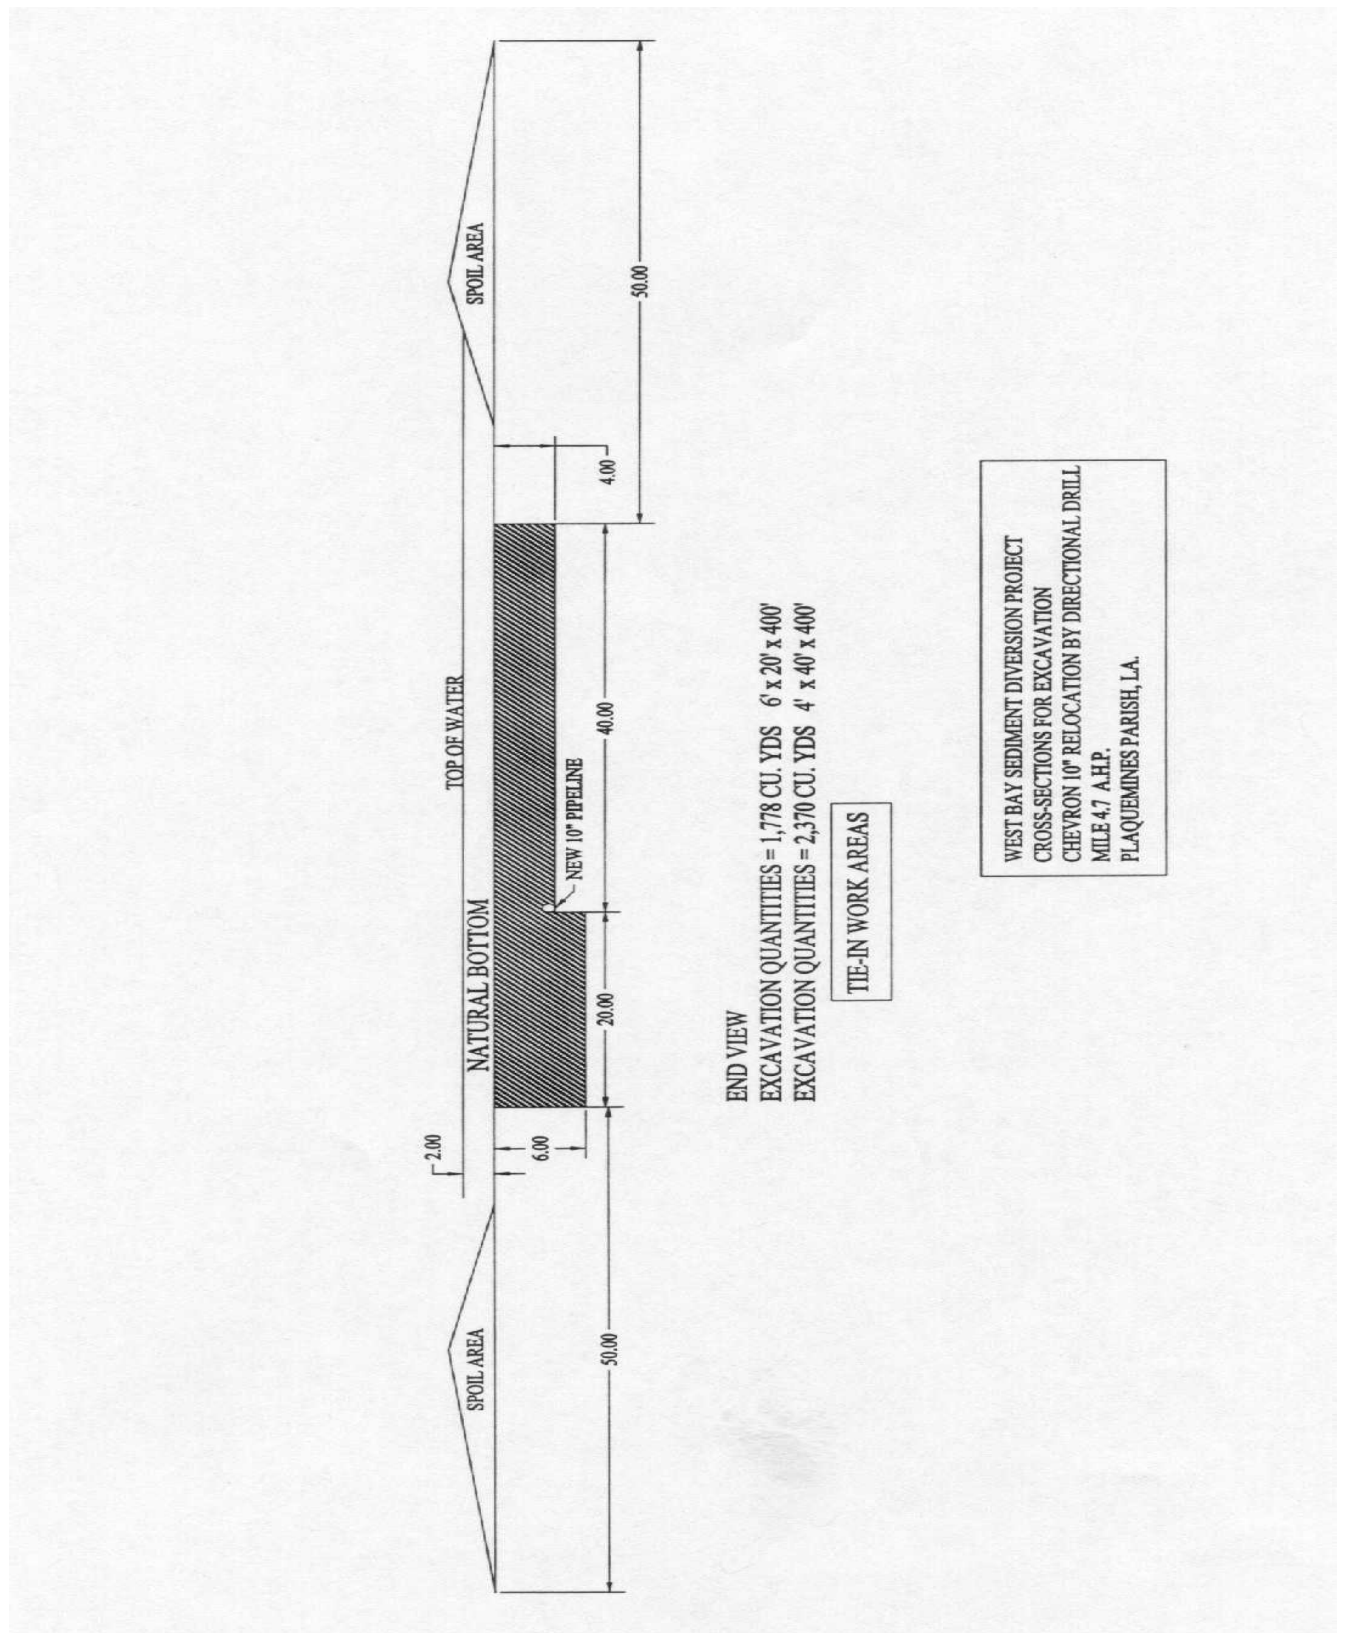 TOP OF WATER
NATURAL BOTTOM
SPOIL AREA
SPOIL AREA
2.00
6.00
4.00
NEW 10" PIPELINE
50.00
20.00
40.00
50.00
END VIEW
EXCAVATION QUANTITIES = 1,778 CU. YDS 6' x 20' x 400'
EXCAVATION QUANTITIES = 2,370 CU. YDS 4' x 40' x 400'
TIE-IN WORK AREAS
WEST BAY SEDIMENT DIVERSION PROJECT
CROSS-SECTIONS FOR EXCAVATION
CHEVRON 10" RELOCATION BY DIRECTIONAL DRILL
MILE 4.7 A.H.P.
PLAQUEMINES PARISH, LA.